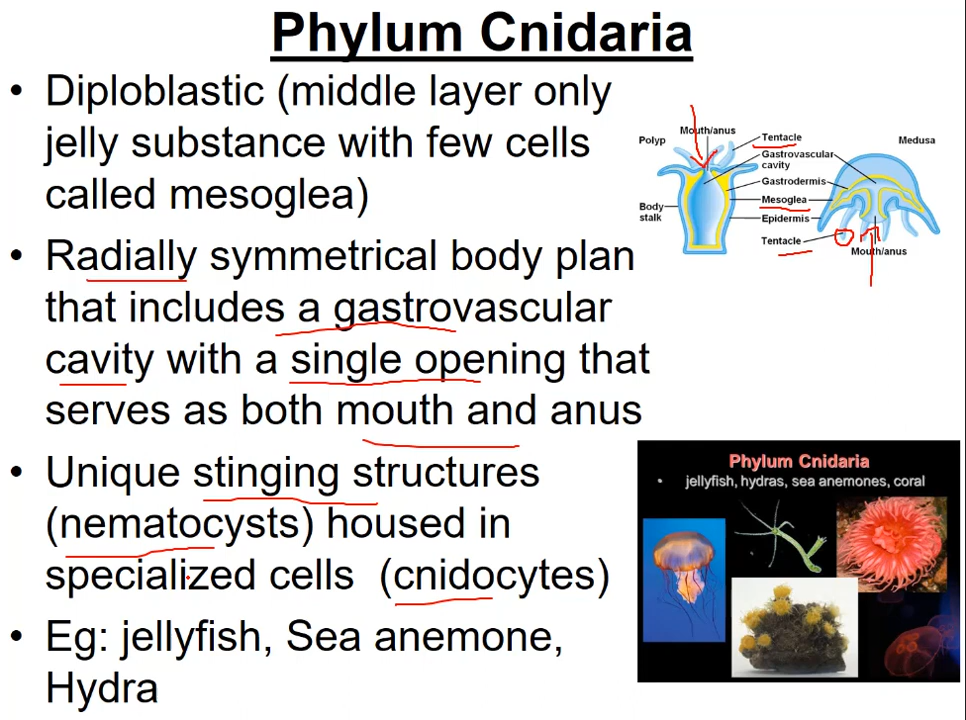 Phylum Cnidaria
• Diploblastic (middle layer only
jelly substance with few cells
called mesoglea)
• Radially symmetrical body plan
that includes a gastrovascular
cavity with a single opening that
serves as both mouth and anus
• Unique stinging structures
(nematocysts) housed in
specialized cells (cnidocytes)
• Eg: jellyfish, Sea anemone,
Hydra
Mouth/anus
Polyp
Tentacle
Medusa
Gastrovascular
cavity
Gastrodermis
Mesoglea
Body
stalk
Epidermis
Tentacle
Mouth/anus
Phylum Cnidaria
• jellyfish, hydras, sea anemones, coral